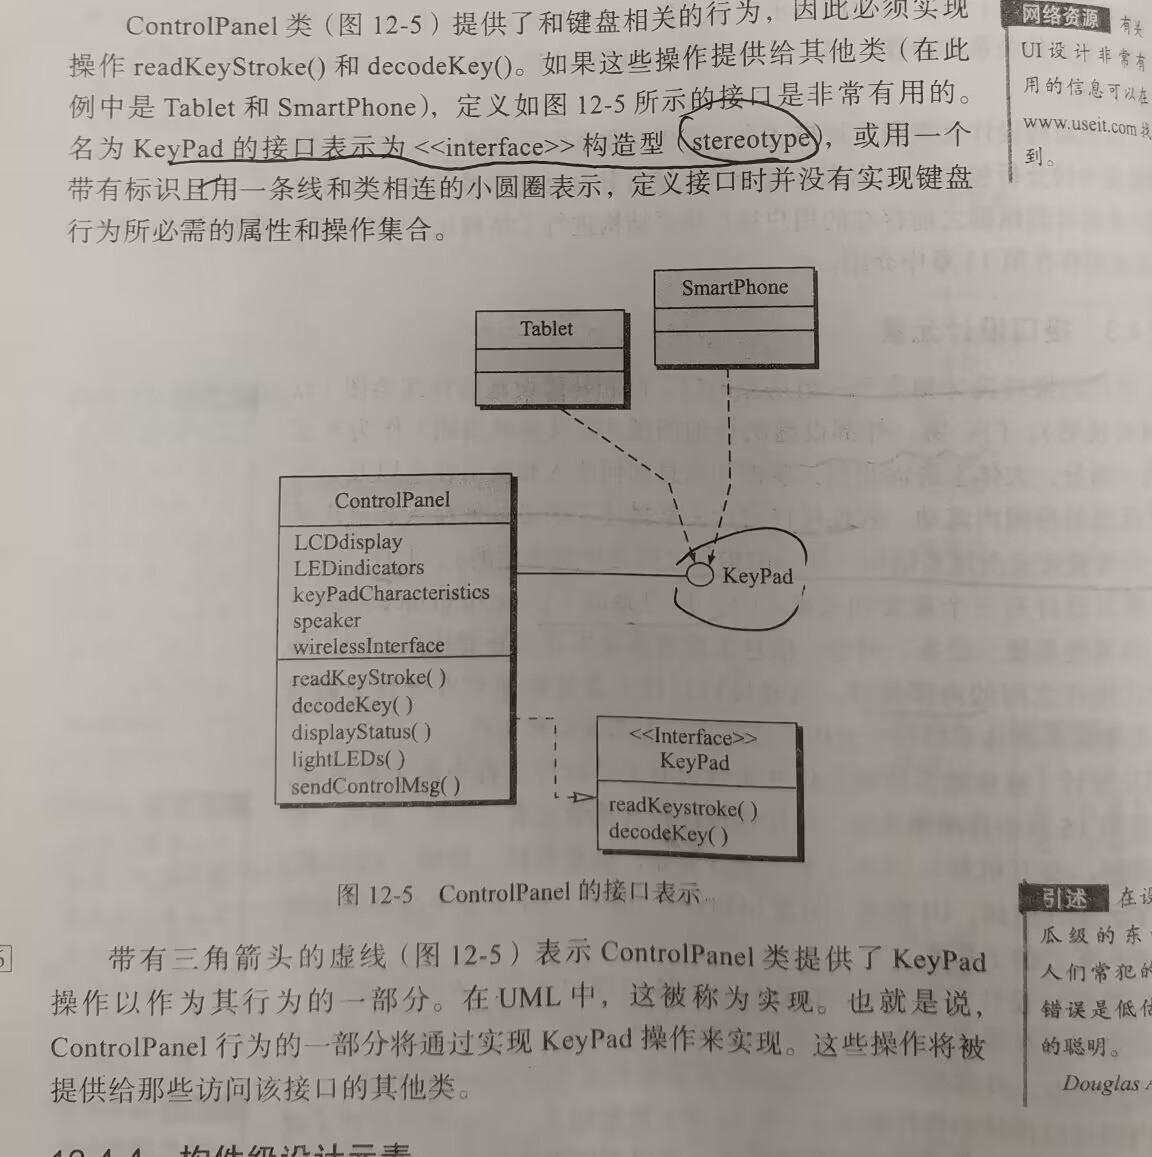 ControlPanel 类（图 12-5）提供了和键盘相关的行为，因此必须实现
操作 readKeyStroke() 和 decodeKey()。如果这些操作提供给其他类（在此
例中是 Tablet 和 SmartPhone），定义如图 12-5 所示的接口是非常有用的。
名为 KeyPad 的接口表示为 <<interface>> 构造型（stereotype），或用一个
带有标识且用一条线和类相连的小圆圈表示，定义接口时并没有实现键盘
行为所必需的属性和操作集合。
网络资源 有关
UI 设计非常有
用的信息可以在
www.useit.com 找
到。
SmartPhone
Tablet
ControlPanel
LCDdisplay
LEDindicators
keyPadCharacteristics
speaker
wirelessInterface
readKeyStroke( )
decodeKey( )
displayStatus( )
lightLEDs( )
sendControlMsg( )
KeyPad
<<Interface>>
KeyPad
readKeystroke( )
decodeKey( )
图 12-5 ControlPanel 的接口表示
带有三角箭头的虚线（图 12-5）表示 ControlPanel 类提供了 KeyPad
操作以作为其行为的一部分。在 UML 中，这被称为实现。也就是说，
ControlPanel 行为的一部分将通过实现 KeyPad 操作来实现。这些操作将被
提供给那些访问该接口的其他类。
引述 在设
瓜级的东
人们常犯的
错误是低估
的聪明。
Douglas A
12.4.4 构件级设计元素